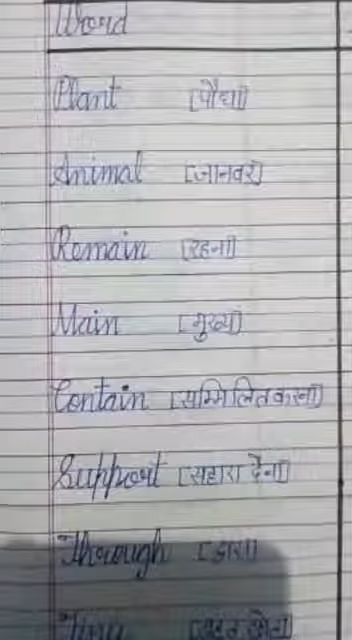 Word
Plant [पौधा]
Animal [जानवर]
Remain [रहना]
Main [मुख्य]
Contain [सम्मिलित करना]
Support [सहारा देना]
Through [द्वारा]